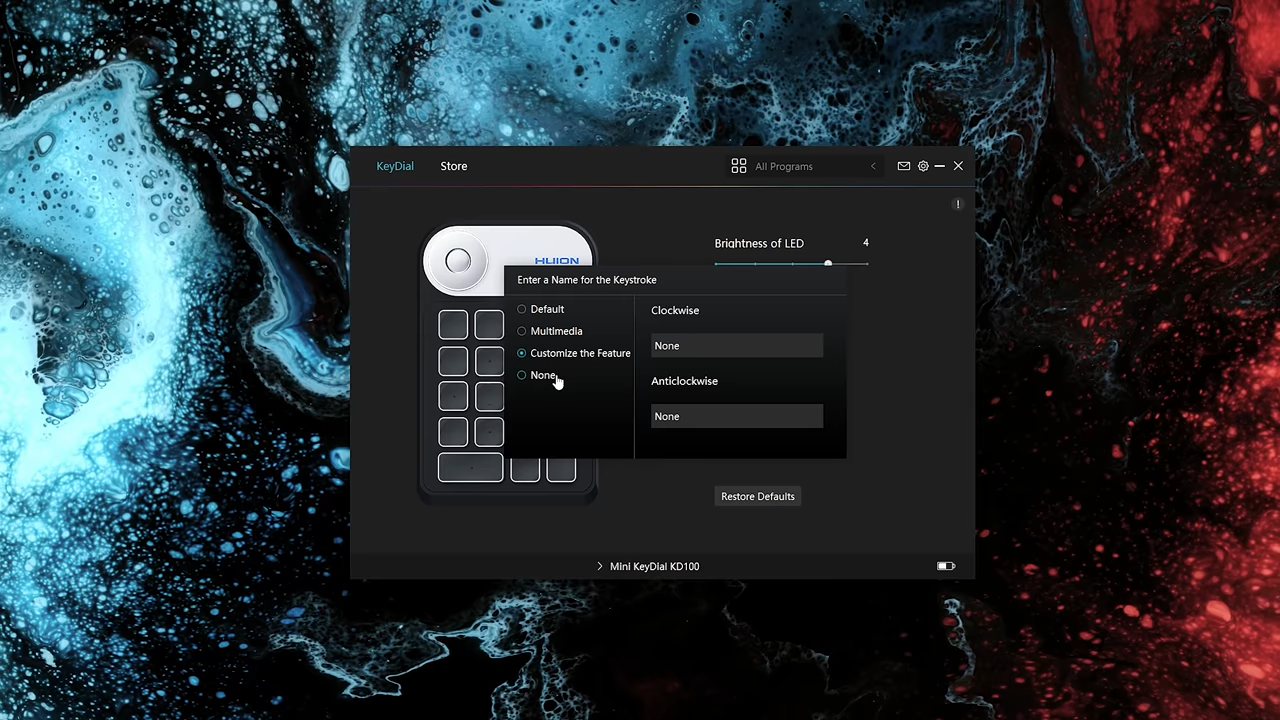 KeyDial
Store
All Programs
Brightness of LED
4
HUION
Enter a Name for the Keystroke
Default
Multimedia
Customize the Feature
None
Clockwise
None
Anticlockwise
None
Restore Defaults
Mini KeyDial KD100